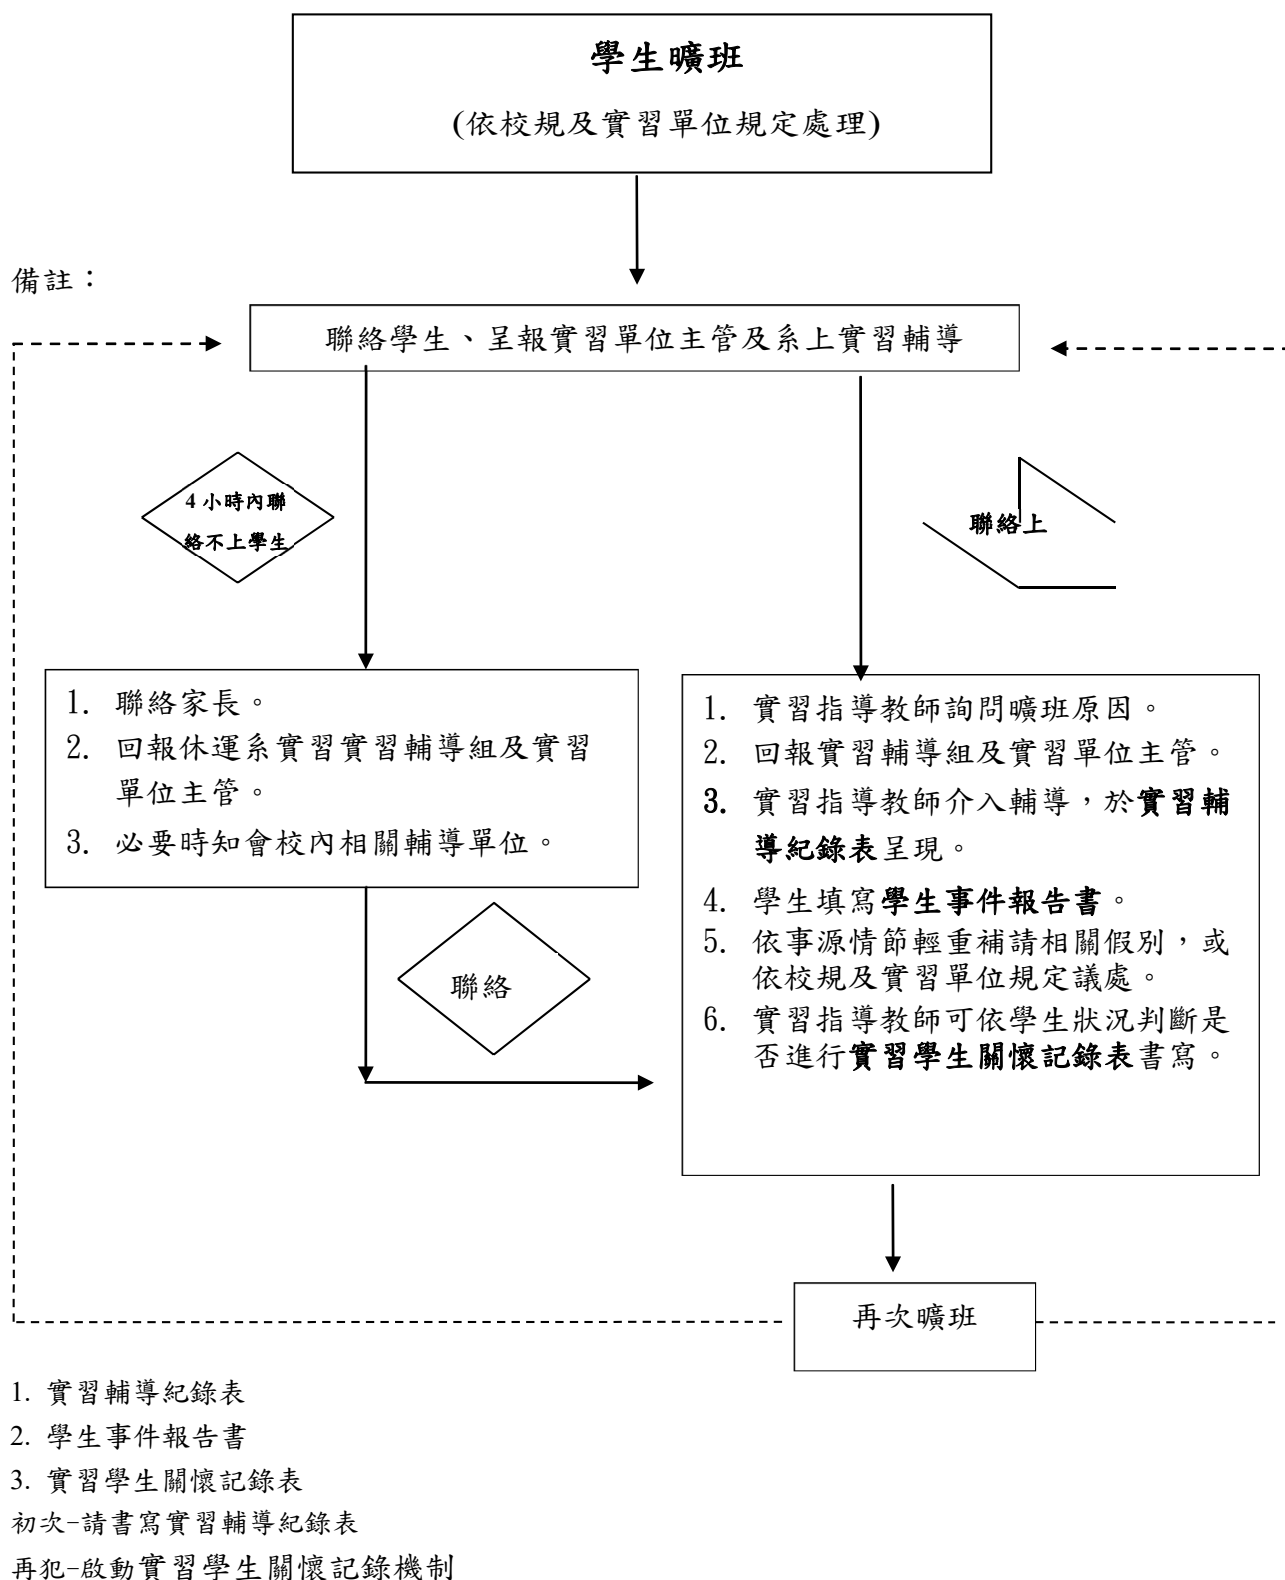 學生曠班
(依校規及實習單位規定處理)
備註：
聯絡學生、呈報實習單位主管及系上實習輔導
4 小時內聯
絡不上學生
聯絡上
1. 聯絡家長。
2. 回報休運系實習實習輔導組及實習
單位主管。
3. 必要時知會校內相關輔導單位。
聯絡
1. 實習指導教師詢問曠班原因。
2. 回報實習輔導組及實習單位主管。
3. 實習指導教師介入輔導，於實習輔
導紀錄表呈現。
4. 學生填寫學生事件報告書。
5. 依事源情節輕重補請相關假別，或
依校規及實習單位規定議處。
6. 實習指導教師可依學生狀況判斷是
否進行實習學生關懷記錄表書寫。
再次曠班
1. 實習輔導紀錄表
2. 學生事件報告書
3. 實習學生關懷記錄表
初次-請書寫實習輔導紀錄表
再犯-啟動實習學生關懷記錄機制